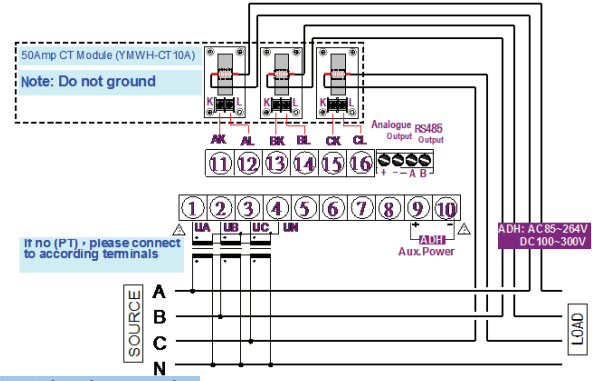 50Amp CT Module (YMWH-CT10A)
Note: Do not ground
K L K L K L
AK AL BK BL CK CL
Analogue Output RS485 Output
11 12 13 14 15 16
+ - - A B
1 2 3 4 5 6 7 8 9 10
UA UB UC UN
+ -
ADH
Aux.Power
ADH: AC85~264V
DC100~300V
If no (PT) , please connect
to according terminals
SOURCE
A
B
C
N
LOAD